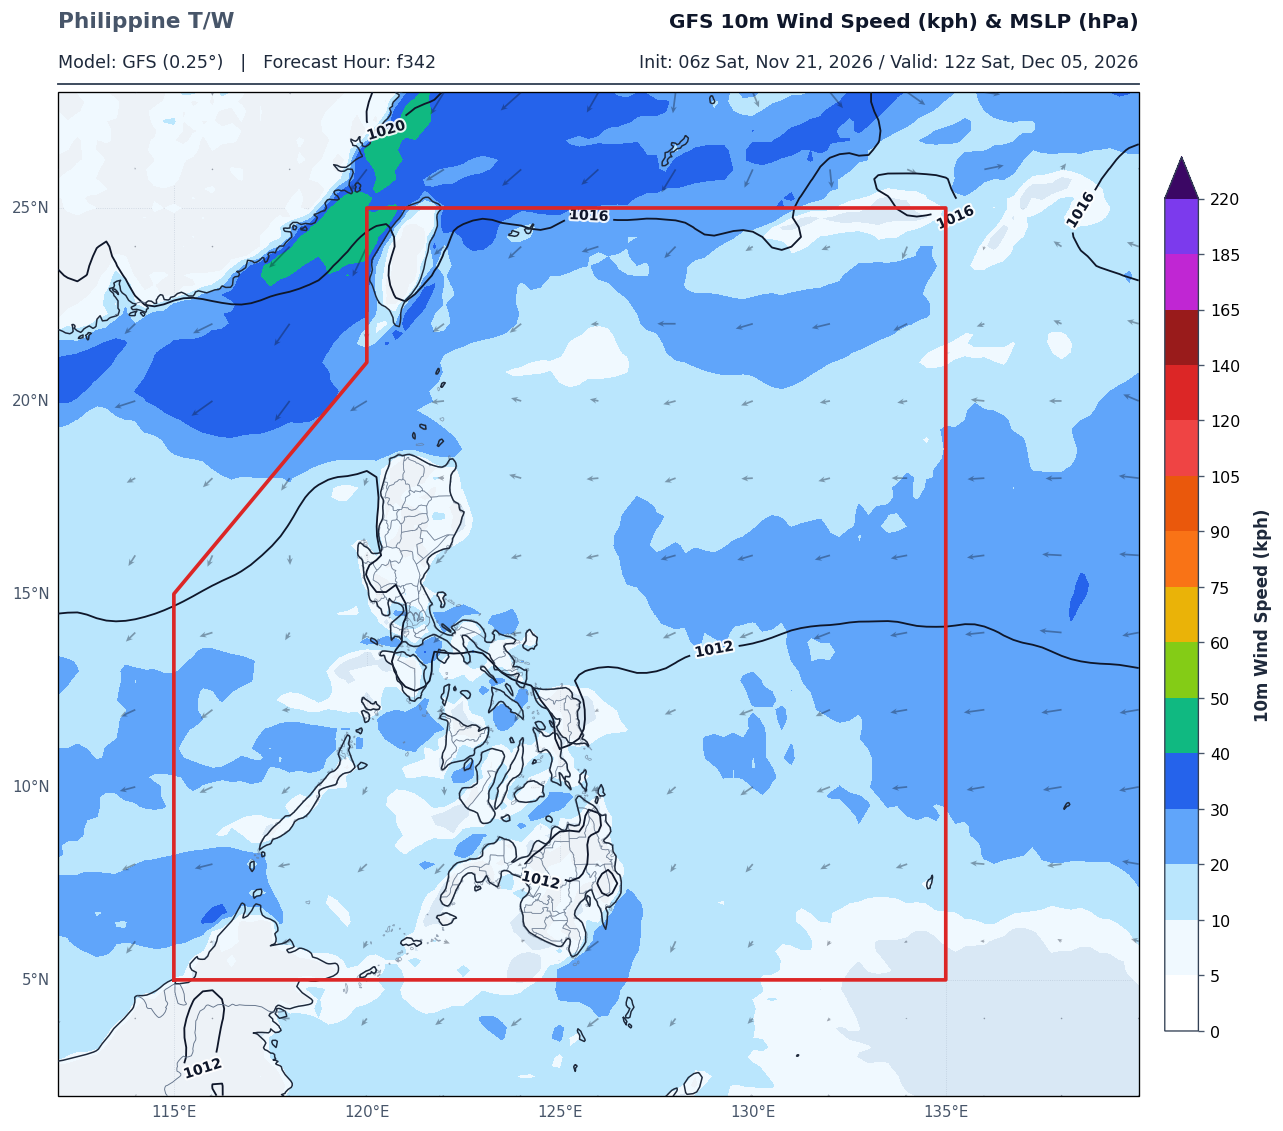 Philippine T/W
GFS 10m Wind Speed (kph) & MSLP (hPa)
Model: GFS (0.25°) | Forecast Hour: f342
Init: 06z Sat, Nov 21, 2026 / Valid: 12z Sat, Dec 05, 2026
1020
1016
1016
1016
1012
1012
1012
25°N
20°N
15°N
10°N
5°N
115°E
120°E
125°E
130°E
135°E
220
185
165
140
120
105
90
75
60
50
40
30
20
10
5
0
10m Wind Speed (kph)